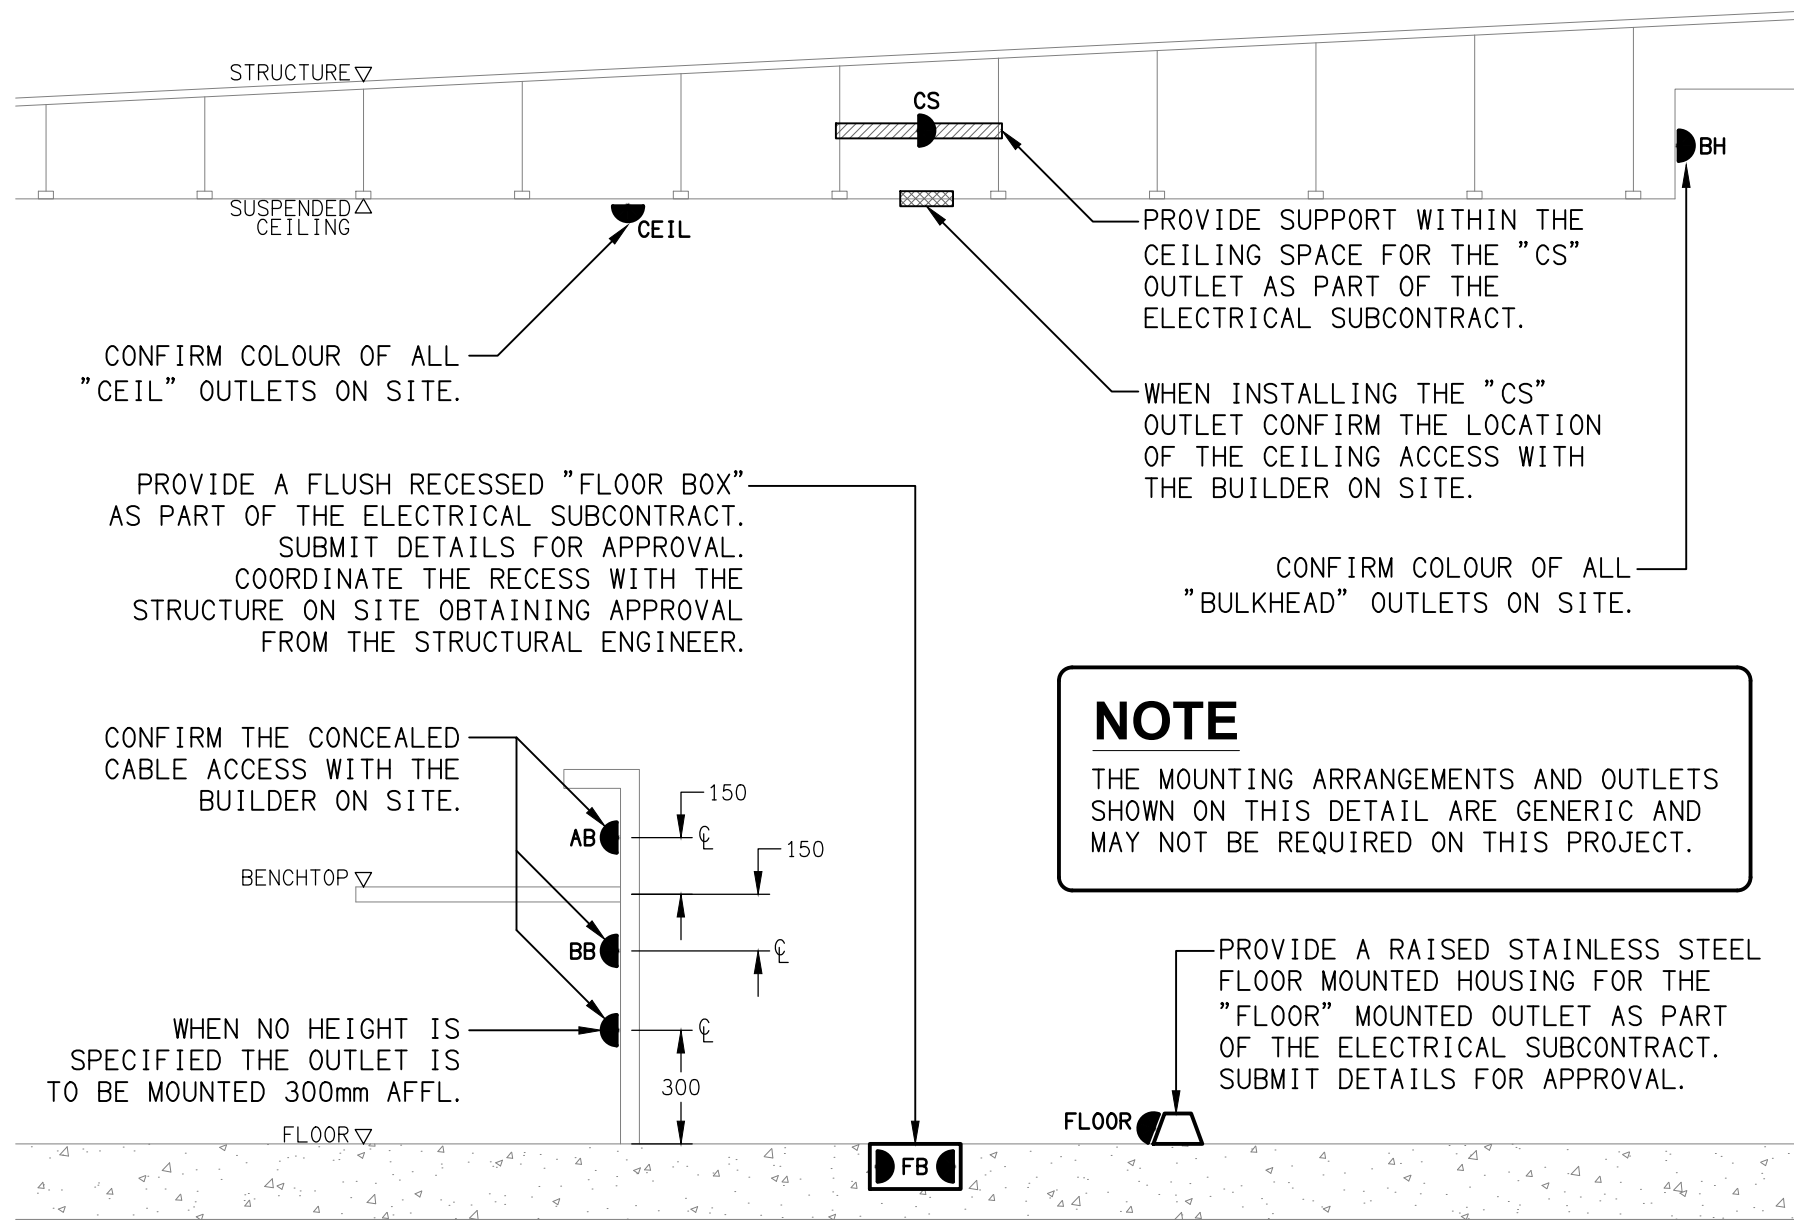 STRUCTURE
CS
BH
SUSPENDED
CEILING
CEIL
PROVIDE SUPPORT WITHIN THE
CEILING SPACE FOR THE "CS"
OUTLET AS PART OF THE
ELECTRICAL SUBCONTRACT.
CONFIRM COLOUR OF ALL
"CEIL" OUTLETS ON SITE.
WHEN INSTALLING THE "CS"
OUTLET CONFIRM THE LOCATION
OF THE CEILING ACCESS WITH
THE BUILDER ON SITE.
PROVIDE A FLUSH RECESSED "FLOOR BOX"
AS PART OF THE ELECTRICAL SUBCONTRACT.
SUBMIT DETAILS FOR APPROVAL.
COORDINATE THE RECESS WITH THE
STRUCTURE ON SITE OBTAINING APPROVAL
FROM THE STRUCTURAL ENGINEER.
CONFIRM COLOUR OF ALL
"BULKHEAD" OUTLETS ON SITE.
NOTE
THE MOUNTING ARRANGEMENTS AND OUTLETS
SHOWN ON THIS DETAIL ARE GENERIC AND
MAY NOT BE REQUIRED ON THIS PROJECT.
CONFIRM THE CONCEALED
CABLE ACCESS WITH THE
BUILDER ON SITE.
150
AB
℄
150
BENCHTOP
BB
℄
WHEN NO HEIGHT IS
SPECIFIED THE OUTLET IS
TO BE MOUNTED 300mm AFFL.
℄
300
PROVIDE A RAISED STAINLESS STEEL
FLOOR MOUNTED HOUSING FOR THE
"FLOOR" MOUNTED OUTLET AS PART
OF THE ELECTRICAL SUBCONTRACT.
SUBMIT DETAILS FOR APPROVAL.
FLOOR
FLOOR
FB